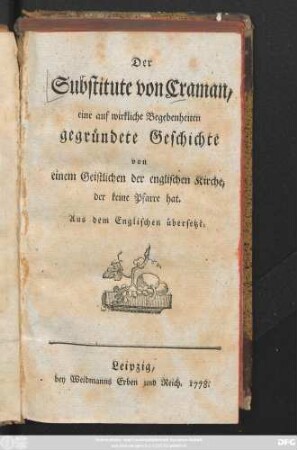 Der
Substitute von Craman,
eine auf wirkliche Begebenheiten
gegründete Geschichte
von
einem Geistlichen der englischen Kirche,
der keine Pfarre hat.
Aus dem Englischen übersetzt.
Leipzig,
bey Weidmanns Erben und Reich. 1778.